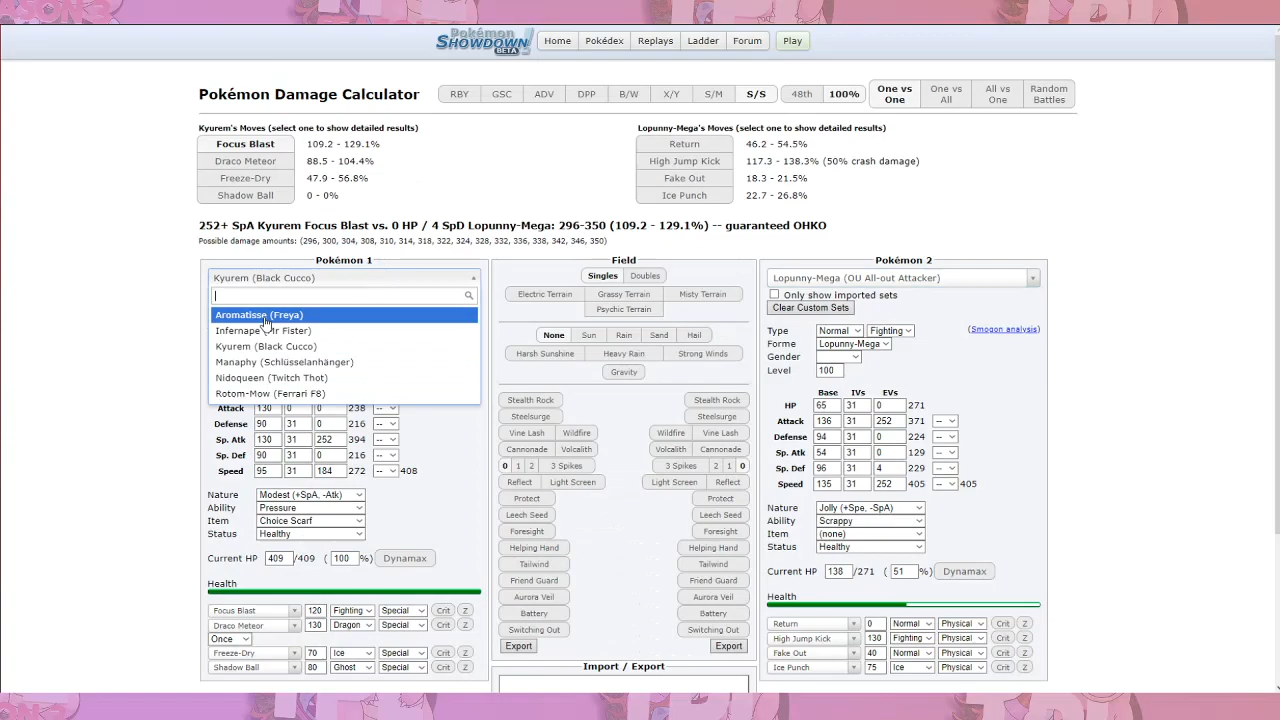 Pokémon
SHOWDOWN!
BETA
Home
Pokédex
Replays
Ladder
Forum
Play
Pokémon Damage Calculator
RBY
GSC
ADV
DPP
B/W
X/Y
S/M
S/S
48th
100%
One vs
One
One vs
All
All vs
One
Random
Battles
Kyurem's Moves (select one to show detailed results)
Focus Blast 109.2 - 129.1%
Draco Meteor 88.5 - 104.4%
Freeze-Dry 47.9 - 56.8%
Shadow Ball 0 - 0%
Lopunny-Mega's Moves (select one to show detailed results)
Return 46.2 - 54.5%
High Jump Kick 117.3 - 138.3% (50% crash damage)
Fake Out 18.3 - 21.5%
Ice Punch 22.7 - 26.8%
252+ SpA Kyurem Focus Blast vs. 0 HP / 4 SpD Lopunny-Mega: 296-350 (109.2 - 129.1%) -- guaranteed OHKO
Possible damage amounts: (296, 300, 304, 308, 310, 314, 318, 322, 324, 328, 332, 336, 338, 342, 346, 350)
Pokémon 1
Kyurem (Black Cucco)
Aromatisse (Freya)
Infernape Fister)
Kyurem (Black Cucco)
Manaphy (Schlüsselanhänger)
Nidoqueen (Twitch Thot)
Rotom-Mow (Ferrari F8)
Attack 130 0 0 238 --
Defense 90 31 0 216 --
Sp. Atk 130 31 252 394 --
Sp. Def 90 31 0 216 --
Speed 95 31 184 272 -- 408
Nature Modest (+SpA, -Atk)
Ability Pressure
Item Choice Scarf
Status Healthy
Current HP 409 /409 ( 100 %) Dynamax
Health
Focus Blast 120 Fighting Special Crit Z
Draco Meteor 130 Dragon Special Crit Z
Once
Freeze-Dry 70 Ice Special Crit Z
Shadow Ball 80 Ghost Special Crit Z
Field
Singles Doubles
Electric Terrain Grassy Terrain Misty Terrain
Psychic Terrain
None Sun Rain Sand Hail
Harsh Sunshine Heavy Rain Strong Winds
Gravity
Stealth Rock Stealth Rock
Steelsurge Steelsurge
Vine Lash Wildfire Wildfire Vine Lash
Cannonade Volcalith Volcalith Cannonade
0 1 2 3 Spikes 3 Spikes 2 1 0
Reflect Light Screen Light Screen Reflect
Protect Protect
Leech Seed Leech Seed
Foresight Foresight
Helping Hand Helping Hand
Tailwind Tailwind
Friend Guard Friend Guard
Aurora Veil Aurora Veil
Battery Battery
Switching Out Switching Out
Export Export
Import / Export
Pokémon 2
Lopunny-Mega (OU All-out Attacker)
Only show imported sets
Clear Custom Sets
Type Normal Fighting (Smogon analysis)
Forme Lopunny-Mega
Gender
Level 100
Base IVs EVs
HP 65 31 0 271
Attack 136 31 252 371 --
Defense 94 31 0 224 --
Sp. Atk 54 31 0 129 --
Sp. Def 96 31 4 229 --
Speed 135 31 252 405 -- 405
Nature Jolly (+Spe, -SpA)
Ability Scrappy
Item (none)
Status Healthy
Current HP 138 /271 ( 51 %) Dynamax
Health
Return 0 Normal Physical Crit Z
High Jump Kick 130 Fighting Physical Crit Z
Fake Out 40 Normal Physical Crit Z
Ice Punch 75 Ice Physical Crit Z